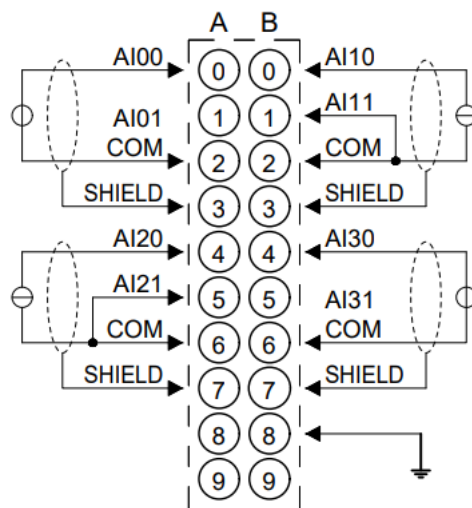 A B
AI00 0 0 AI10
AI01 1 1 AI11
COM 2 2 COM
SHIELD 3 3 SHIELD
AI20 4 4 AI30
AI21 5 5 AI31
COM 6 6 COM
SHIELD 7 7 SHIELD
8 8
9 9